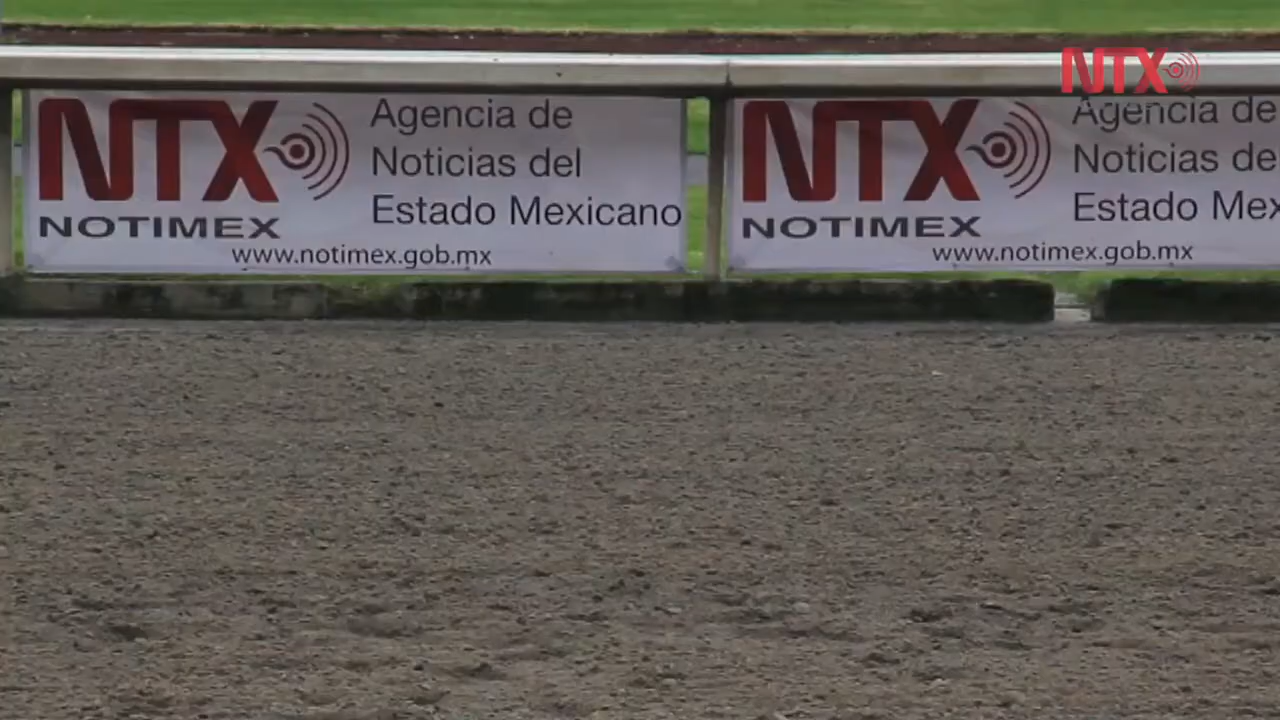 NTX
NOTIMEX
Agencia de
Noticias del
Estado Mexicano
www.notimex.gob.mx
NTX
NOTIMEX
Agencia de
Noticias de
Estado Mex
www.notimex.gob.mx
NTX